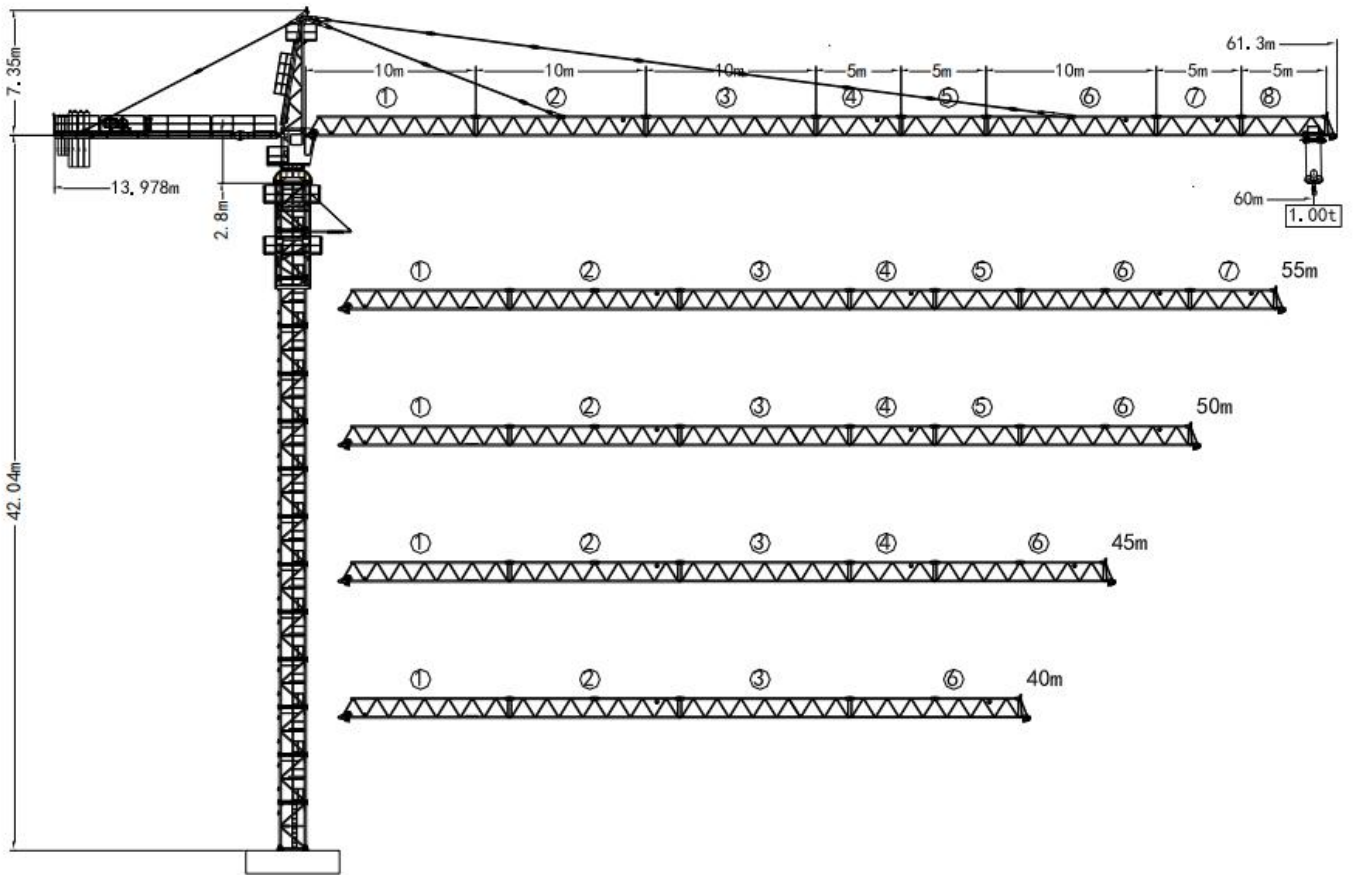 7.35m
61.3m
10m 10m 10m 5m 5m 10m 5m 5m
① ② ③ ④ ⑤ ⑥ ⑦ ⑧
13.978m
2.8m
60m
1.00t
① ② ③ ④ ⑤ ⑥ ⑦ 55m
① ② ③ ④ ⑤ ⑥ 50m
42.04m
① ② ③ ④ ⑥ 45m
① ② ③ ⑥ 40m